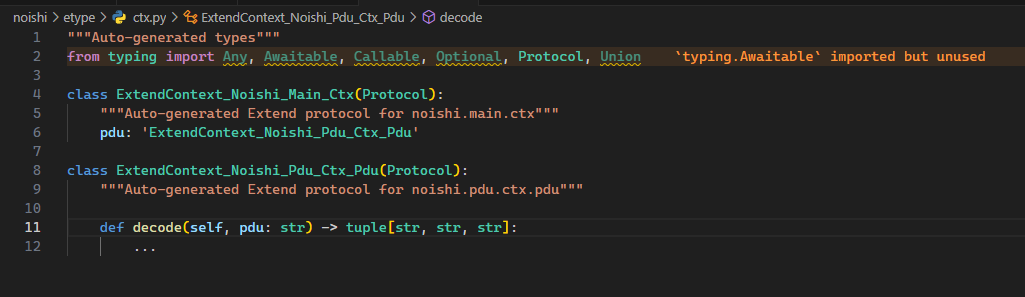 noishi > etype > ctx.py > ExtendContext_Noishi_Pdu_Ctx_Pdu > decode
1 """Auto-generated types"""
2 from typing import Any, Awaitable, Callable, Optional, Protocol, Union `typing.Awaitable` imported but unused
3
4 class ExtendContext_Noishi_Main_Ctx(Protocol):
5 """Auto-generated Extend protocol for noishi.main.ctx"""
6 pdu: 'ExtendContext_Noishi_Pdu_Ctx_Pdu'
7
8 class ExtendContext_Noishi_Pdu_Ctx_Pdu(Protocol):
9 """Auto-generated Extend protocol for noishi.pdu.ctx.pdu"""
10
11 def decode(self, pdu: str) -> tuple[str, str, str]:
12 ...